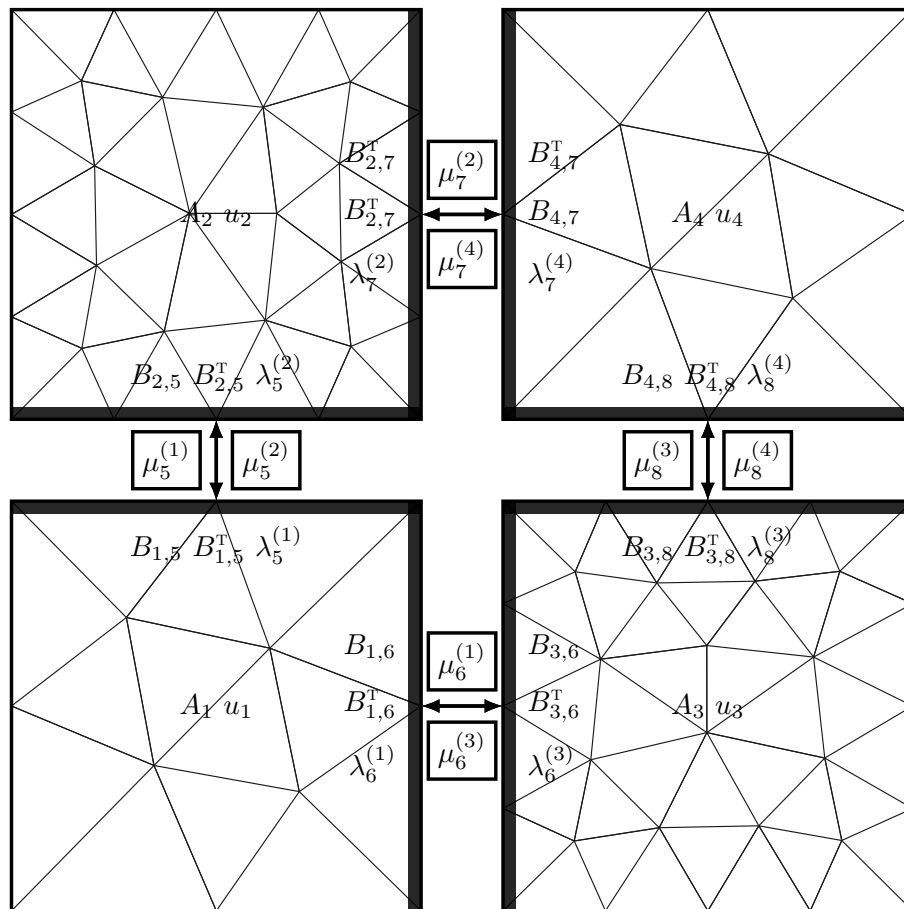 $B_{2,7}^{\mathrm{T}}$ $\mu_7^{(2)}$ $B_{4,7}^{\mathrm{T}}$
$A_2$ $u_2$ $B_{2,7}^{\mathrm{T}}$ $B_{4,7}$ $A_4$ $u_4$
$\lambda_7^{(2)}$ $\mu_7^{(4)}$ $\lambda_7^{(4)}$
$B_{2,5}$ $B_{2,5}^{\mathrm{T}}$ $\lambda_5^{(2)}$ $B_{4,8}$ $B_{4,8}^{\mathrm{T}}$ $\lambda_8^{(4)}$
$\mu_5^{(1)}$ $\mu_5^{(2)}$ $\mu_8^{(3)}$ $\mu_8^{(4)}$
$B_{1,5}$ $B_{1,5}^{\mathrm{T}}$ $\lambda_5^{(1)}$ $B_{3,8}$ $B_{3,8}^{\mathrm{T}}$ $\lambda_8^{(3)}$
$B_{1,6}$ $\mu_6^{(1)}$ $B_{3,6}$
$A_1$ $u_1$ $B_{1,6}^{\mathrm{T}}$ $B_{3,6}^{\mathrm{T}}$ $A_3$ $u_3$
$\lambda_6^{(1)}$ $\mu_6^{(3)}$ $\lambda_6^{(3)}$